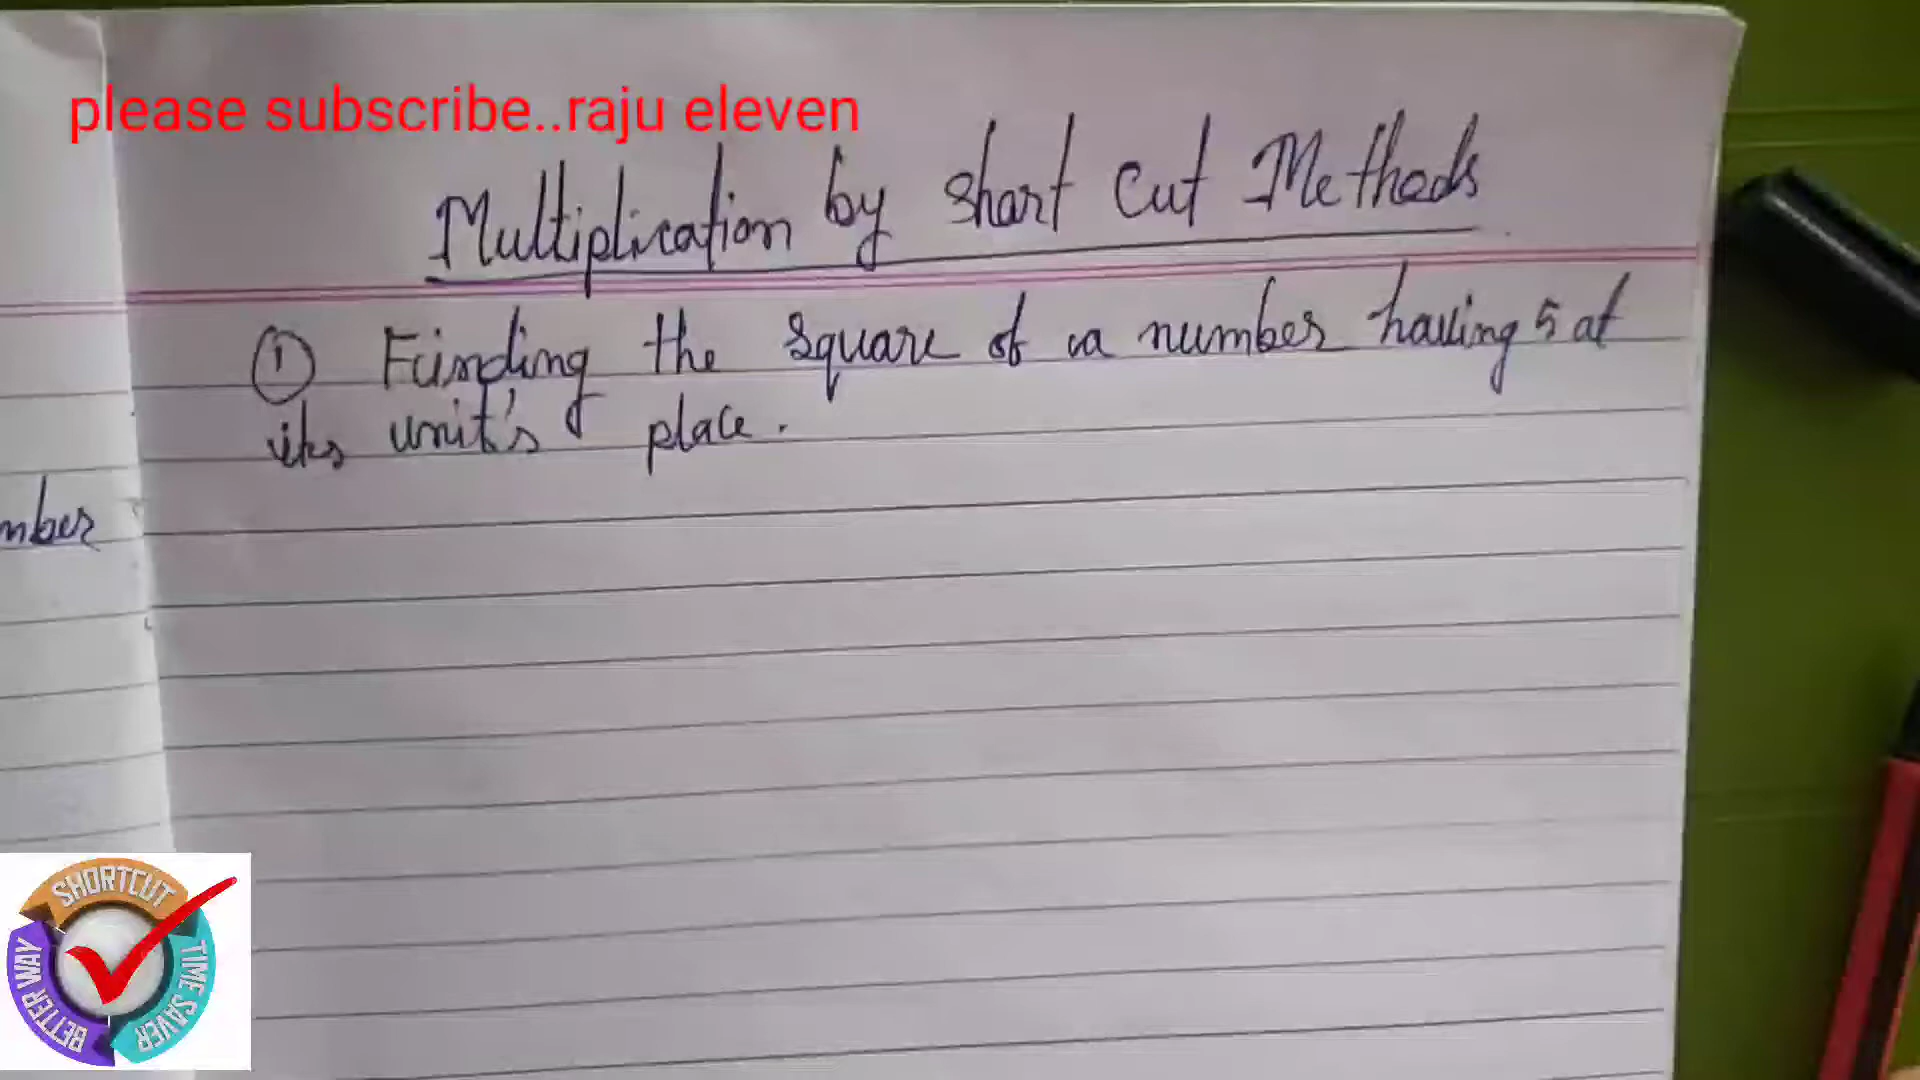 please subscribe..raju eleven
Multiplication by Short Cut Methods
① Finding the square of a number having 5 at
its unit's place.
mber
SHORTCUT
BETTER WAY
TIME SAVER